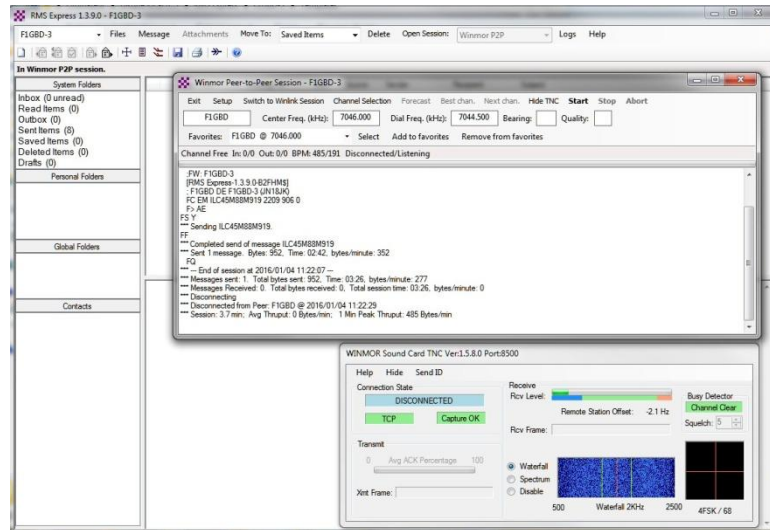 RMS Express 1.3.9.0 - F1GBD-3
F1GBD-3 Files Message Attachments Move To: Saved Items Delete Open Session: Winmor P2P Logs Help
In Winmor P2P session.
System Folders
Inbox (0 unread)
Read Items (0)
Outbox (0)
Sent Items (8)
Saved Items (0)
Deleted Items (0)
Drafts (0)
Personal Folders
Global Folders
Contacts
Winmor Peer-to-Peer Session - F1GBD-3
Exit Setup Switch to Winlink Session Channel Selection Forecast Best chan. Next chan. Hide TNC Start Stop Abort
F1GBD Center Freq. (kHz): 7046.000 Dial Freq. (kHz): 7044.500 Bearing: Quality:
Favorites: F1GBD @ 7046.000 Select Add to favorites Remove from favorites
Channel Free In: 0/0 Out: 0/0 BPM: 485/191 Disconnected/Listening
;FW: F1GBD-3
[RMS Express-1.3.9.0-B2FHM$]
; F1GBD DE F1GBD-3 (JN18JK)
FC EM ILC45M88M919 2209 906 0
F> AE
FS Y
*** Sending ILC45M88M919.
FF
*** Completed send of message ILC45M88M919
*** Sent 1 message. Bytes: 952, Time: 02:42, bytes/minute: 352
FQ
*** --- End of session at 2016/01/04 11:22:07 ---
*** Messages sent: 1. Total bytes sent: 952, Time: 03:26, bytes/minute: 277
*** Messages Received: 0. Total bytes received: 0, Total session time: 03:26, bytes/minute: 0
*** Disconnecting
*** Disconnected from Peer: F1GBD @ 2016/01/04 11:22:29
*** Session: 3.7 min; Avg Thruput: 0 Bytes/min; 1 Min Peak Thruput: 485 Bytes/min
WINMOR Sound Card TNC Ver:1.5.8.0 Port:8500
Help Hide Send ID
Connection State
DISCONNECTED
TCP Capture OK
Receive
Rcv Level:
Remote Station Offset: -2.1 Hz
Rcv Frame:
Busy Detector
Channel Clear
Squelch: 5
Transmit
0 Avg ACK Percentage 100
Xmt Frame:
Waterfall
Spectrum
Disable
500 Waterfall 2KHz 2500
4FSK / 68